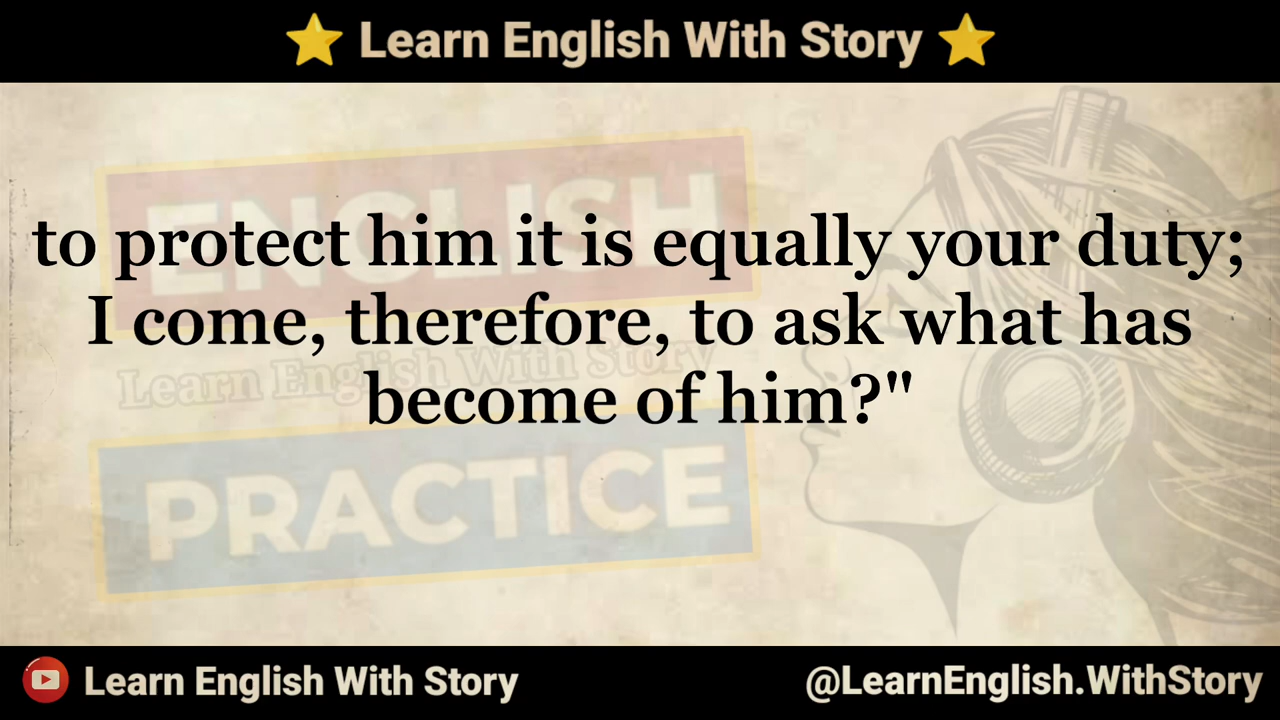 ⭐ Learn English With Story ⭐
ENGLISH
to protect him it is equally your duty;
I come, therefore, to ask what has
Learn English With Story
become of him?"
PRACTICE
Learn English With Story
@LearnEnglish.WithStory